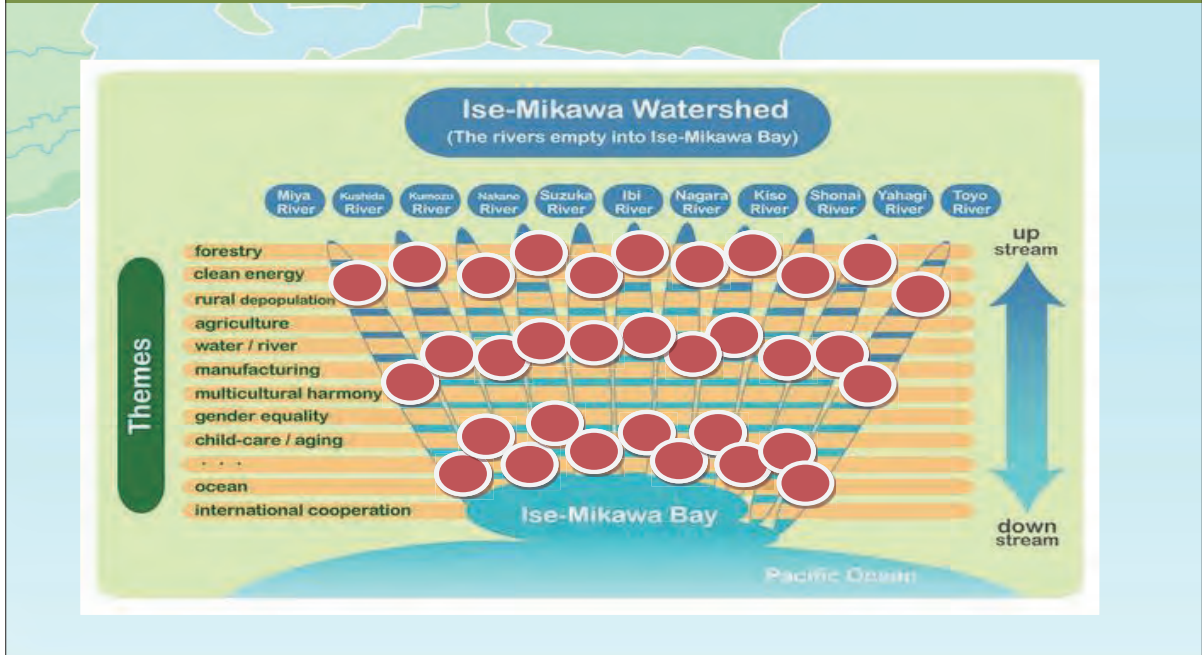 Ise-Mikawa Watershed
(The rivers empty into Ise-Mikawa Bay)
Miya River
Kushida River
Kumozu River
Nakano River
Suzuka River
Ibi River
Nagara River
Kiso River
Shonai River
Yahagi River
Toyo River
up
stream
Themes
forestry
clean energy
rural depopulation
agriculture
water / river
manufacturing
multicultural harmony
gender equality
child-care / aging
. . .
ocean
international cooperation
Ise-Mikawa Bay
down
stream
Pacific Ocean